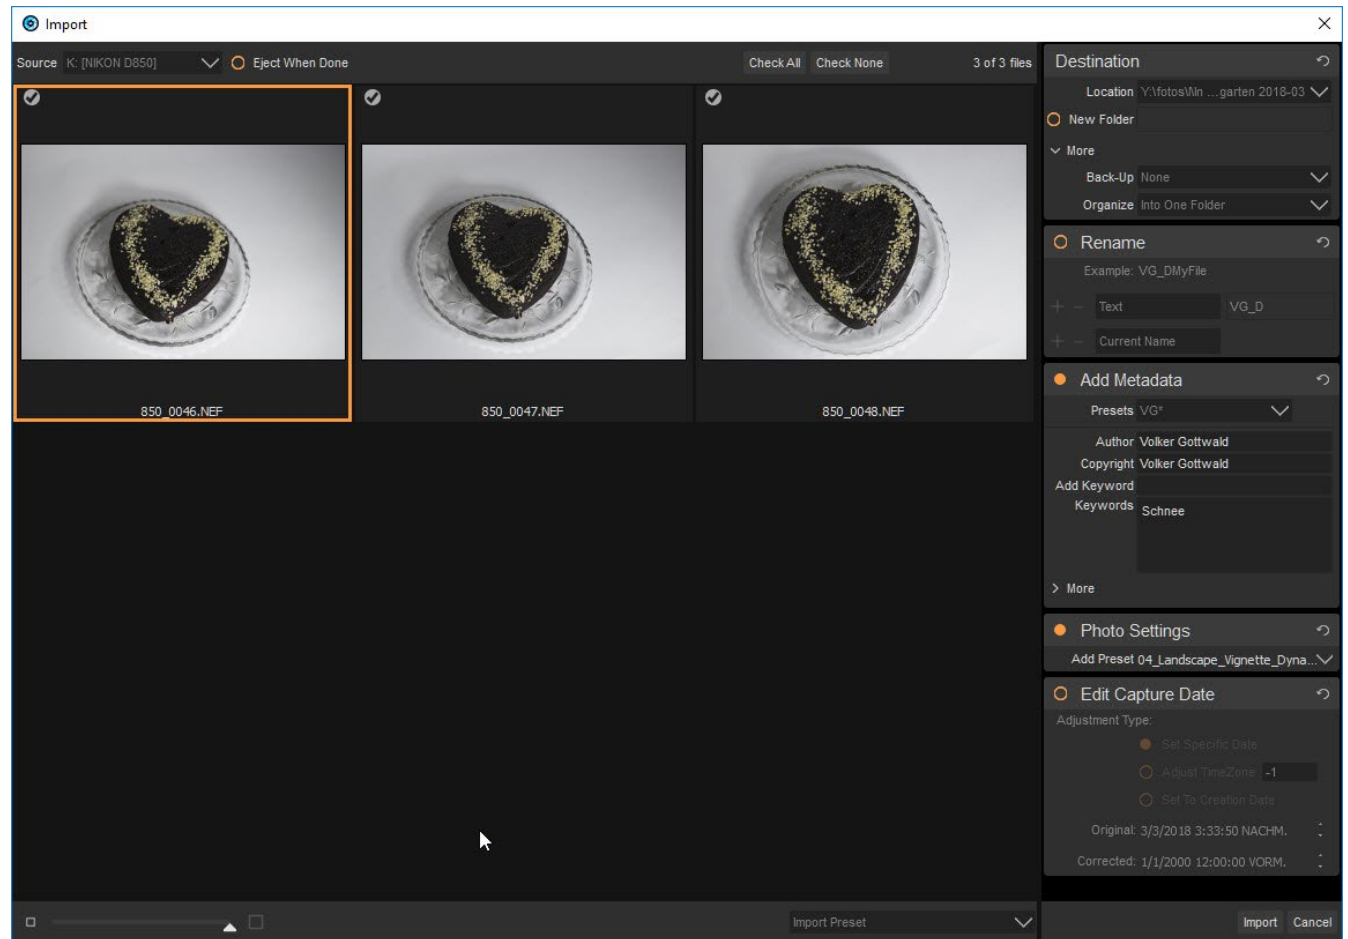 Import
Source K: [NIKON D850] Eject When Done Check All Check None 3 of 3 files
850_0046.NEF 850_0047.NEF 850_0048.NEF
Import Preset
Destination
Location Y:\fotos\Win ...garten 2018-03
New Folder
More
Back-Up None
Organize Into One Folder
Rename
Example: VG_DMyFile
+ - Text VG_D
+ - Current Name
Add Metadata
Presets VG*
Author Volker Gottwald
Copyright Volker Gottwald
Add Keyword
Keywords Schnee
More
Photo Settings
Add Preset 04_Landscape_Vignette_Dyna...
Edit Capture Date
Adjustment Type:
Set Specific Date
Adjust TimeZone -1
Set To Creation Date
Original: 3/3/2018 3:33:50 NACHM.
Corrected: 1/1/2000 12:00:00 VORM.
Import Cancel